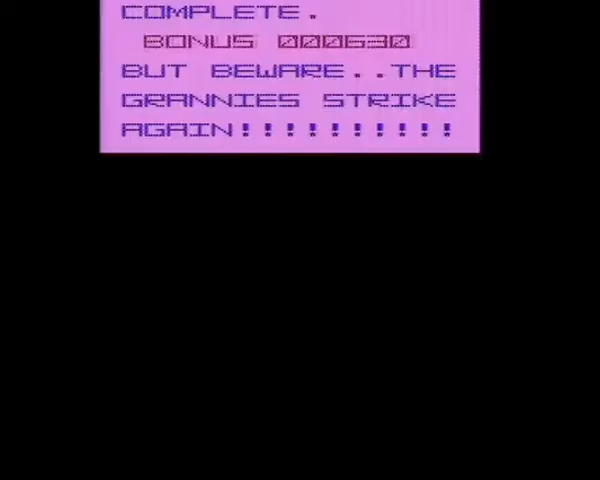 COMPLETE.
BONUS 000630
BUT BEWARE..THE
GRANNIES STRIKE
AGAIN!!!!!!!!!!